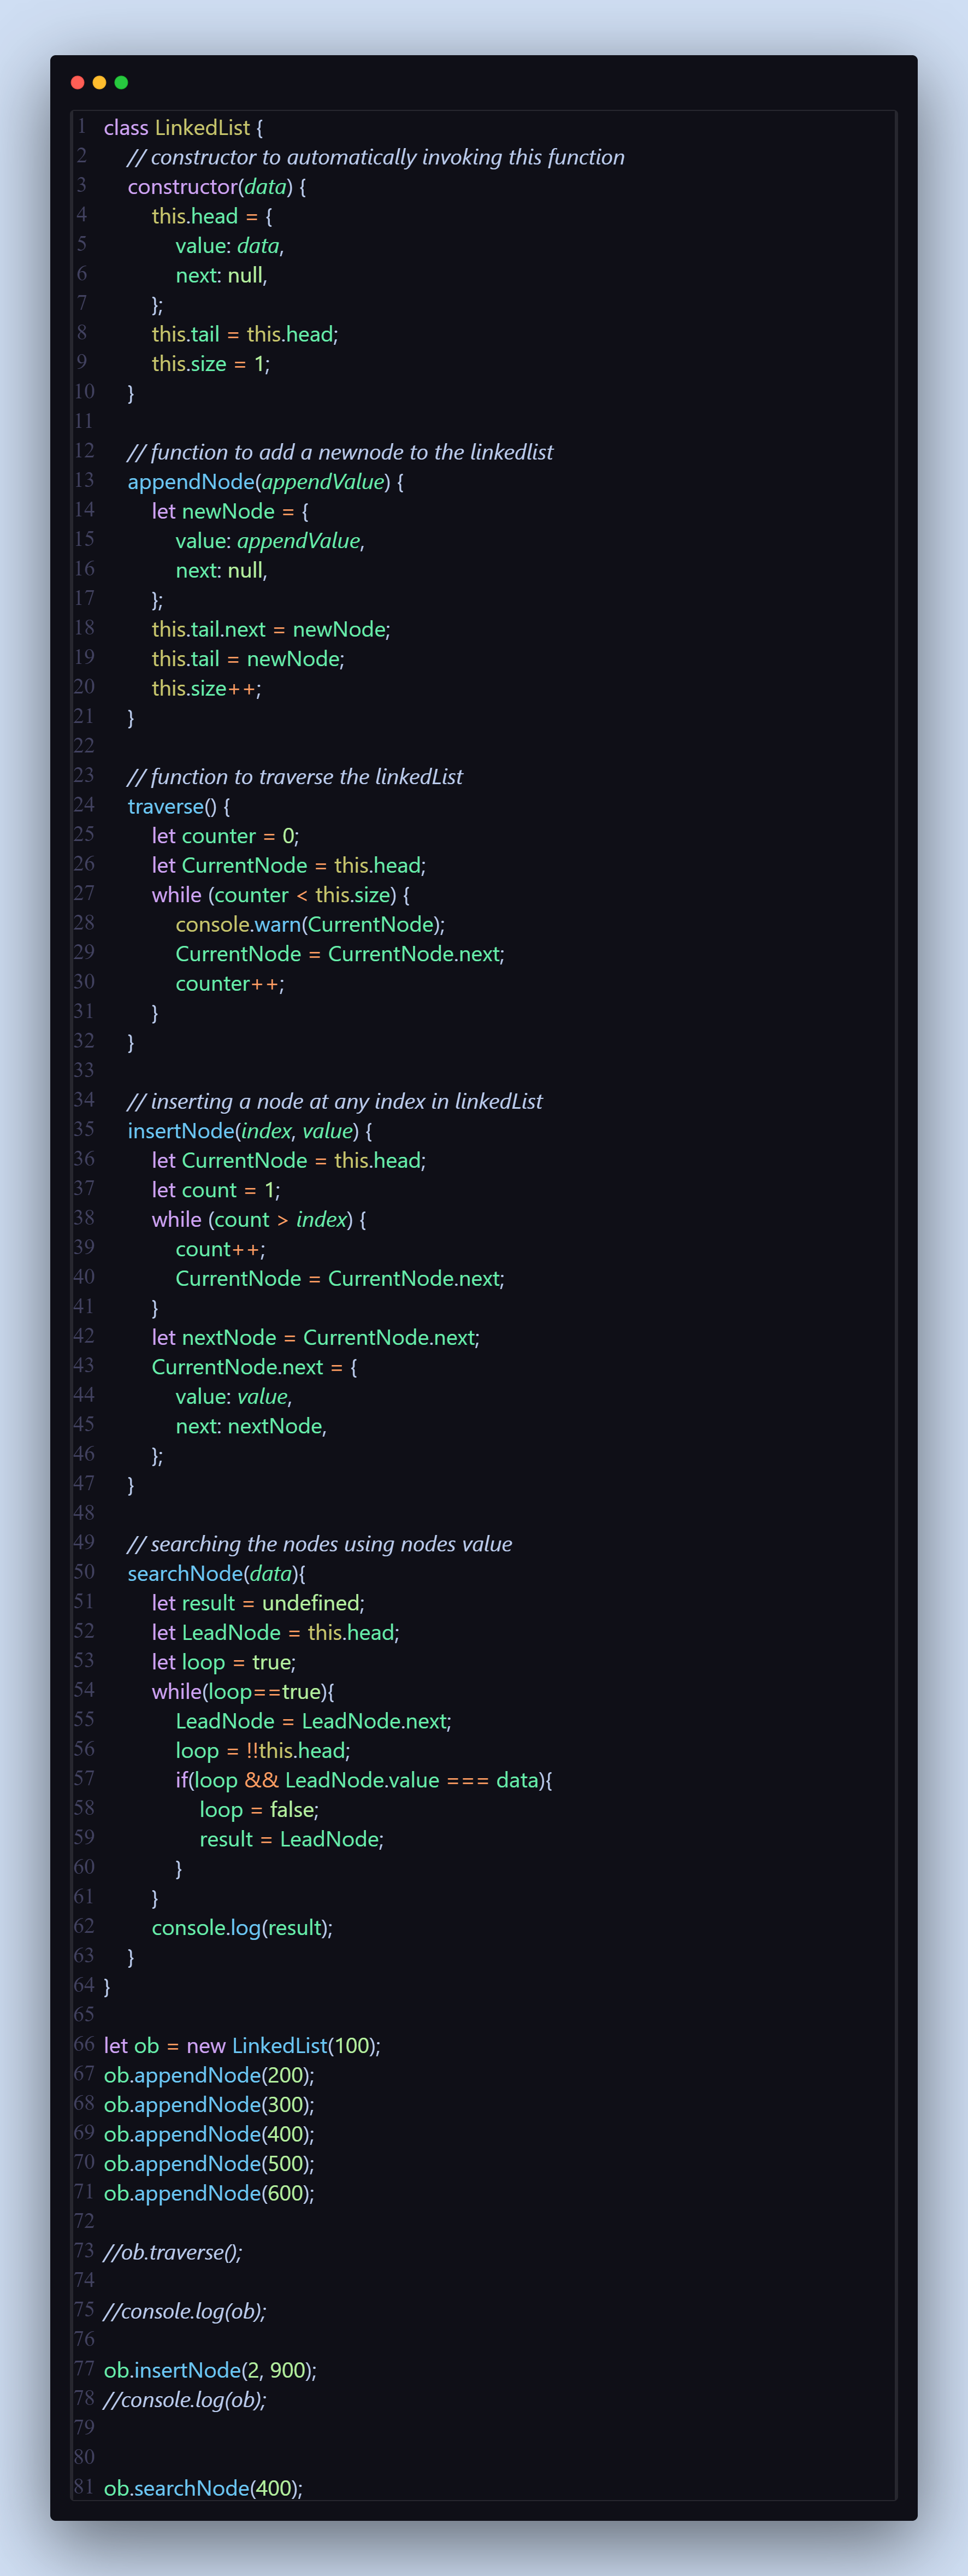 1 class LinkedList {
2 // constructor to automatically invoking this function
3 constructor(data) {
4 this.head = {
5 value: data,
6 next: null,
7 };
8 this.tail = this.head;
9 this.size = 1;
10 }
11
12 // function to add a newnode to the linkedlist
13 appendNode(appendValue) {
14 let newNode = {
15 value: appendValue,
16 next: null,
17 };
18 this.tail.next = newNode;
19 this.tail = newNode;
20 this.size++;
21 }
22
23 // function to traverse the linkedList
24 traverse() {
25 let counter = 0;
26 let CurrentNode = this.head;
27 while (counter < this.size) {
28 console.warn(CurrentNode);
29 CurrentNode = CurrentNode.next;
30 counter++;
31 }
32 }
33
34 // inserting a node at any index in linkedList
35 insertNode(index, value) {
36 let CurrentNode = this.head;
37 let count = 1;
38 while (count > index) {
39 count++;
40 CurrentNode = CurrentNode.next;
41 }
42 let nextNode = CurrentNode.next;
43 CurrentNode.next = {
44 value: value,
45 next: nextNode,
46 };
47 }
48
49 // searching the nodes using nodes value
50 searchNode(data){
51 let result = undefined;
52 let LeadNode = this.head;
53 let loop = true;
54 while(loop==true){
55 LeadNode = LeadNode.next;
56 loop = !!this.head;
57 if(loop && LeadNode.value === data){
58 loop = false;
59 result = LeadNode;
60 }
61 }
62 console.log(result);
63 }
64 }
65
66 let ob = new LinkedList(100);
67 ob.appendNode(200);
68 ob.appendNode(300);
69 ob.appendNode(400);
70 ob.appendNode(500);
71 ob.appendNode(600);
72
73 //ob.traverse();
74
75 //console.log(ob);
76
77 ob.insertNode(2, 900);
78 //console.log(ob);
79
80
81 ob.searchNode(400);